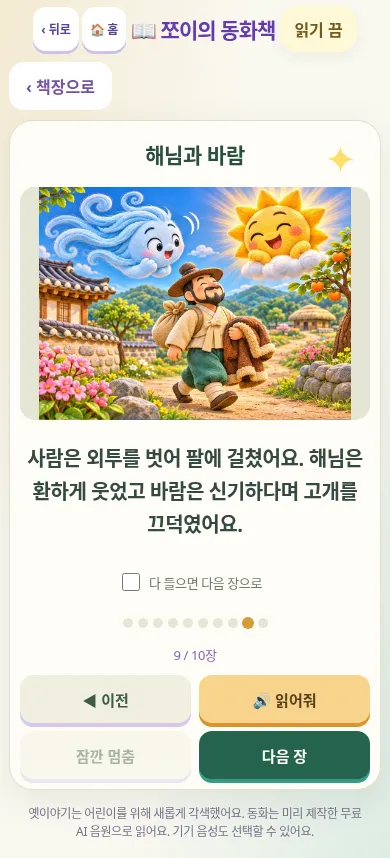 ‹ 뒤로
🏠 홈
📖 쪼이의 동화책
읽기 끔
‹ 책장으로
해님과 바람
사람은 외투를 벗어 팔에 걸쳤어요. 해님은
환하게 웃었고 바람은 신기하다며 고개를
끄덕였어요.
다 들으면 다음 장으로
9 / 10장
◀ 이전
🔊 읽어줘
잠깐 멈춤
다음 장
옛이야기는 어린이를 위해 새롭게 각색했어요. 동화는 미리 제작한 무료
AI 음원으로 읽어요. 기기 음성도 선택할 수 있어요.